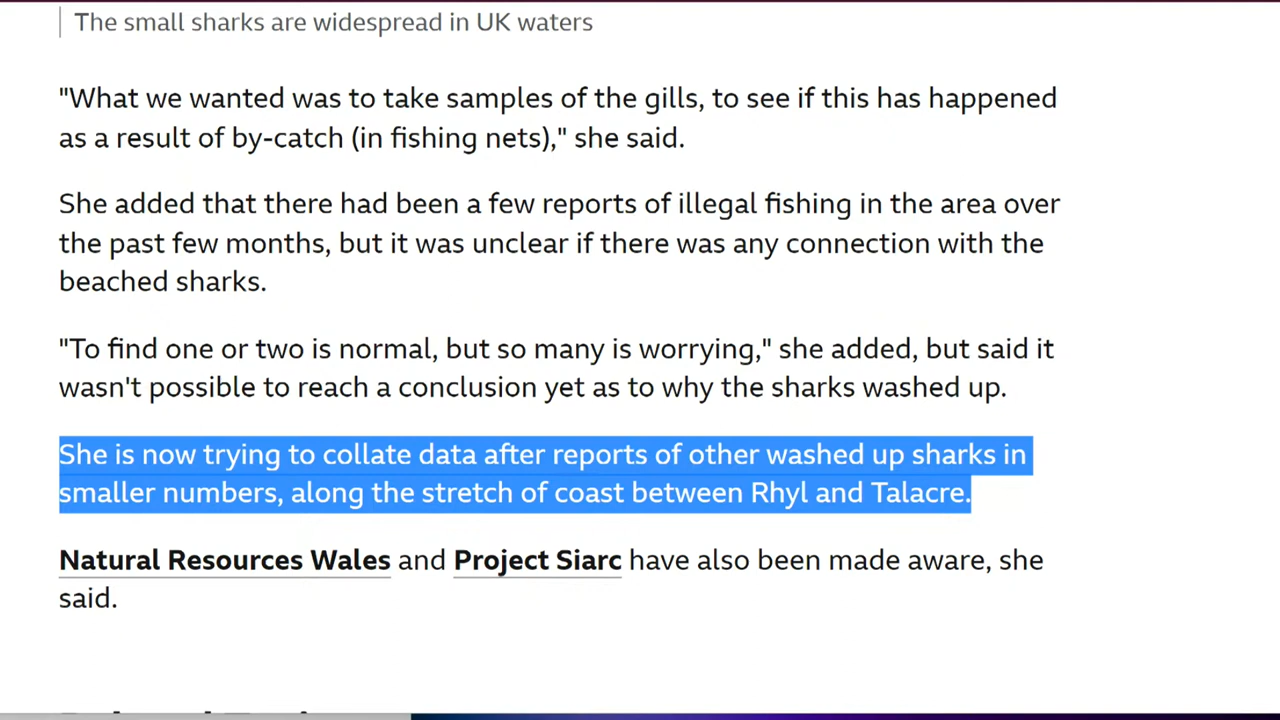 The small sharks are widespread in UK waters
"What we wanted was to take samples of the gills, to see if this has happened
as a result of by-catch (in fishing nets)," she said.
She added that there had been a few reports of illegal fishing in the area over
the past few months, but it was unclear if there was any connection with the
beached sharks.
"To find one or two is normal, but so many is worrying," she added, but said it
wasn't possible to reach a conclusion yet as to why the sharks washed up.
She is now trying to collate data after reports of other washed up sharks in
smaller numbers, along the stretch of coast between Rhyl and Talacre.
Natural Resources Wales and Project Siarc have also been made aware, she
said.